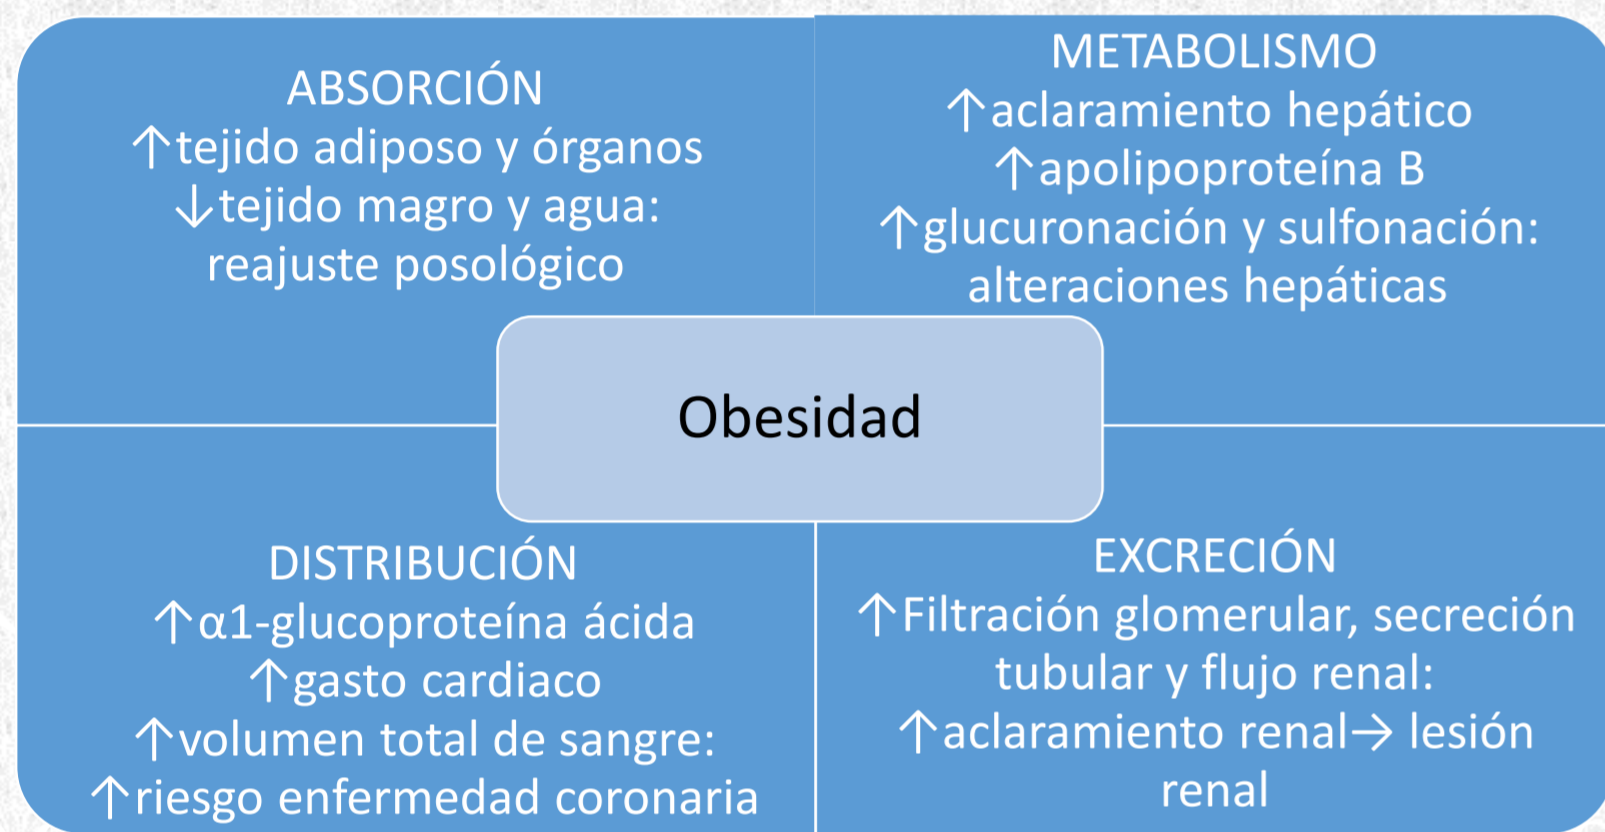 ABSORCIÓN
↑tejido adiposo y órganos
↓tejido magro y agua:
reajuste posológico
METABOLISMO
↑aclaramiento hepático
↑apolipoproteína B
↑glucuronación y sulfonación:
alteraciones hepáticas
Obesidad
DISTRIBUCIÓN
↑α1-glucoproteína ácida
↑gasto cardiaco
↑volumen total de sangre:
↑riesgo enfermedad coronaria
EXCRECIÓN
↑Filtración glomerular, secreción
tubular y flujo renal:
↑aclaramiento renal→ lesión
renal